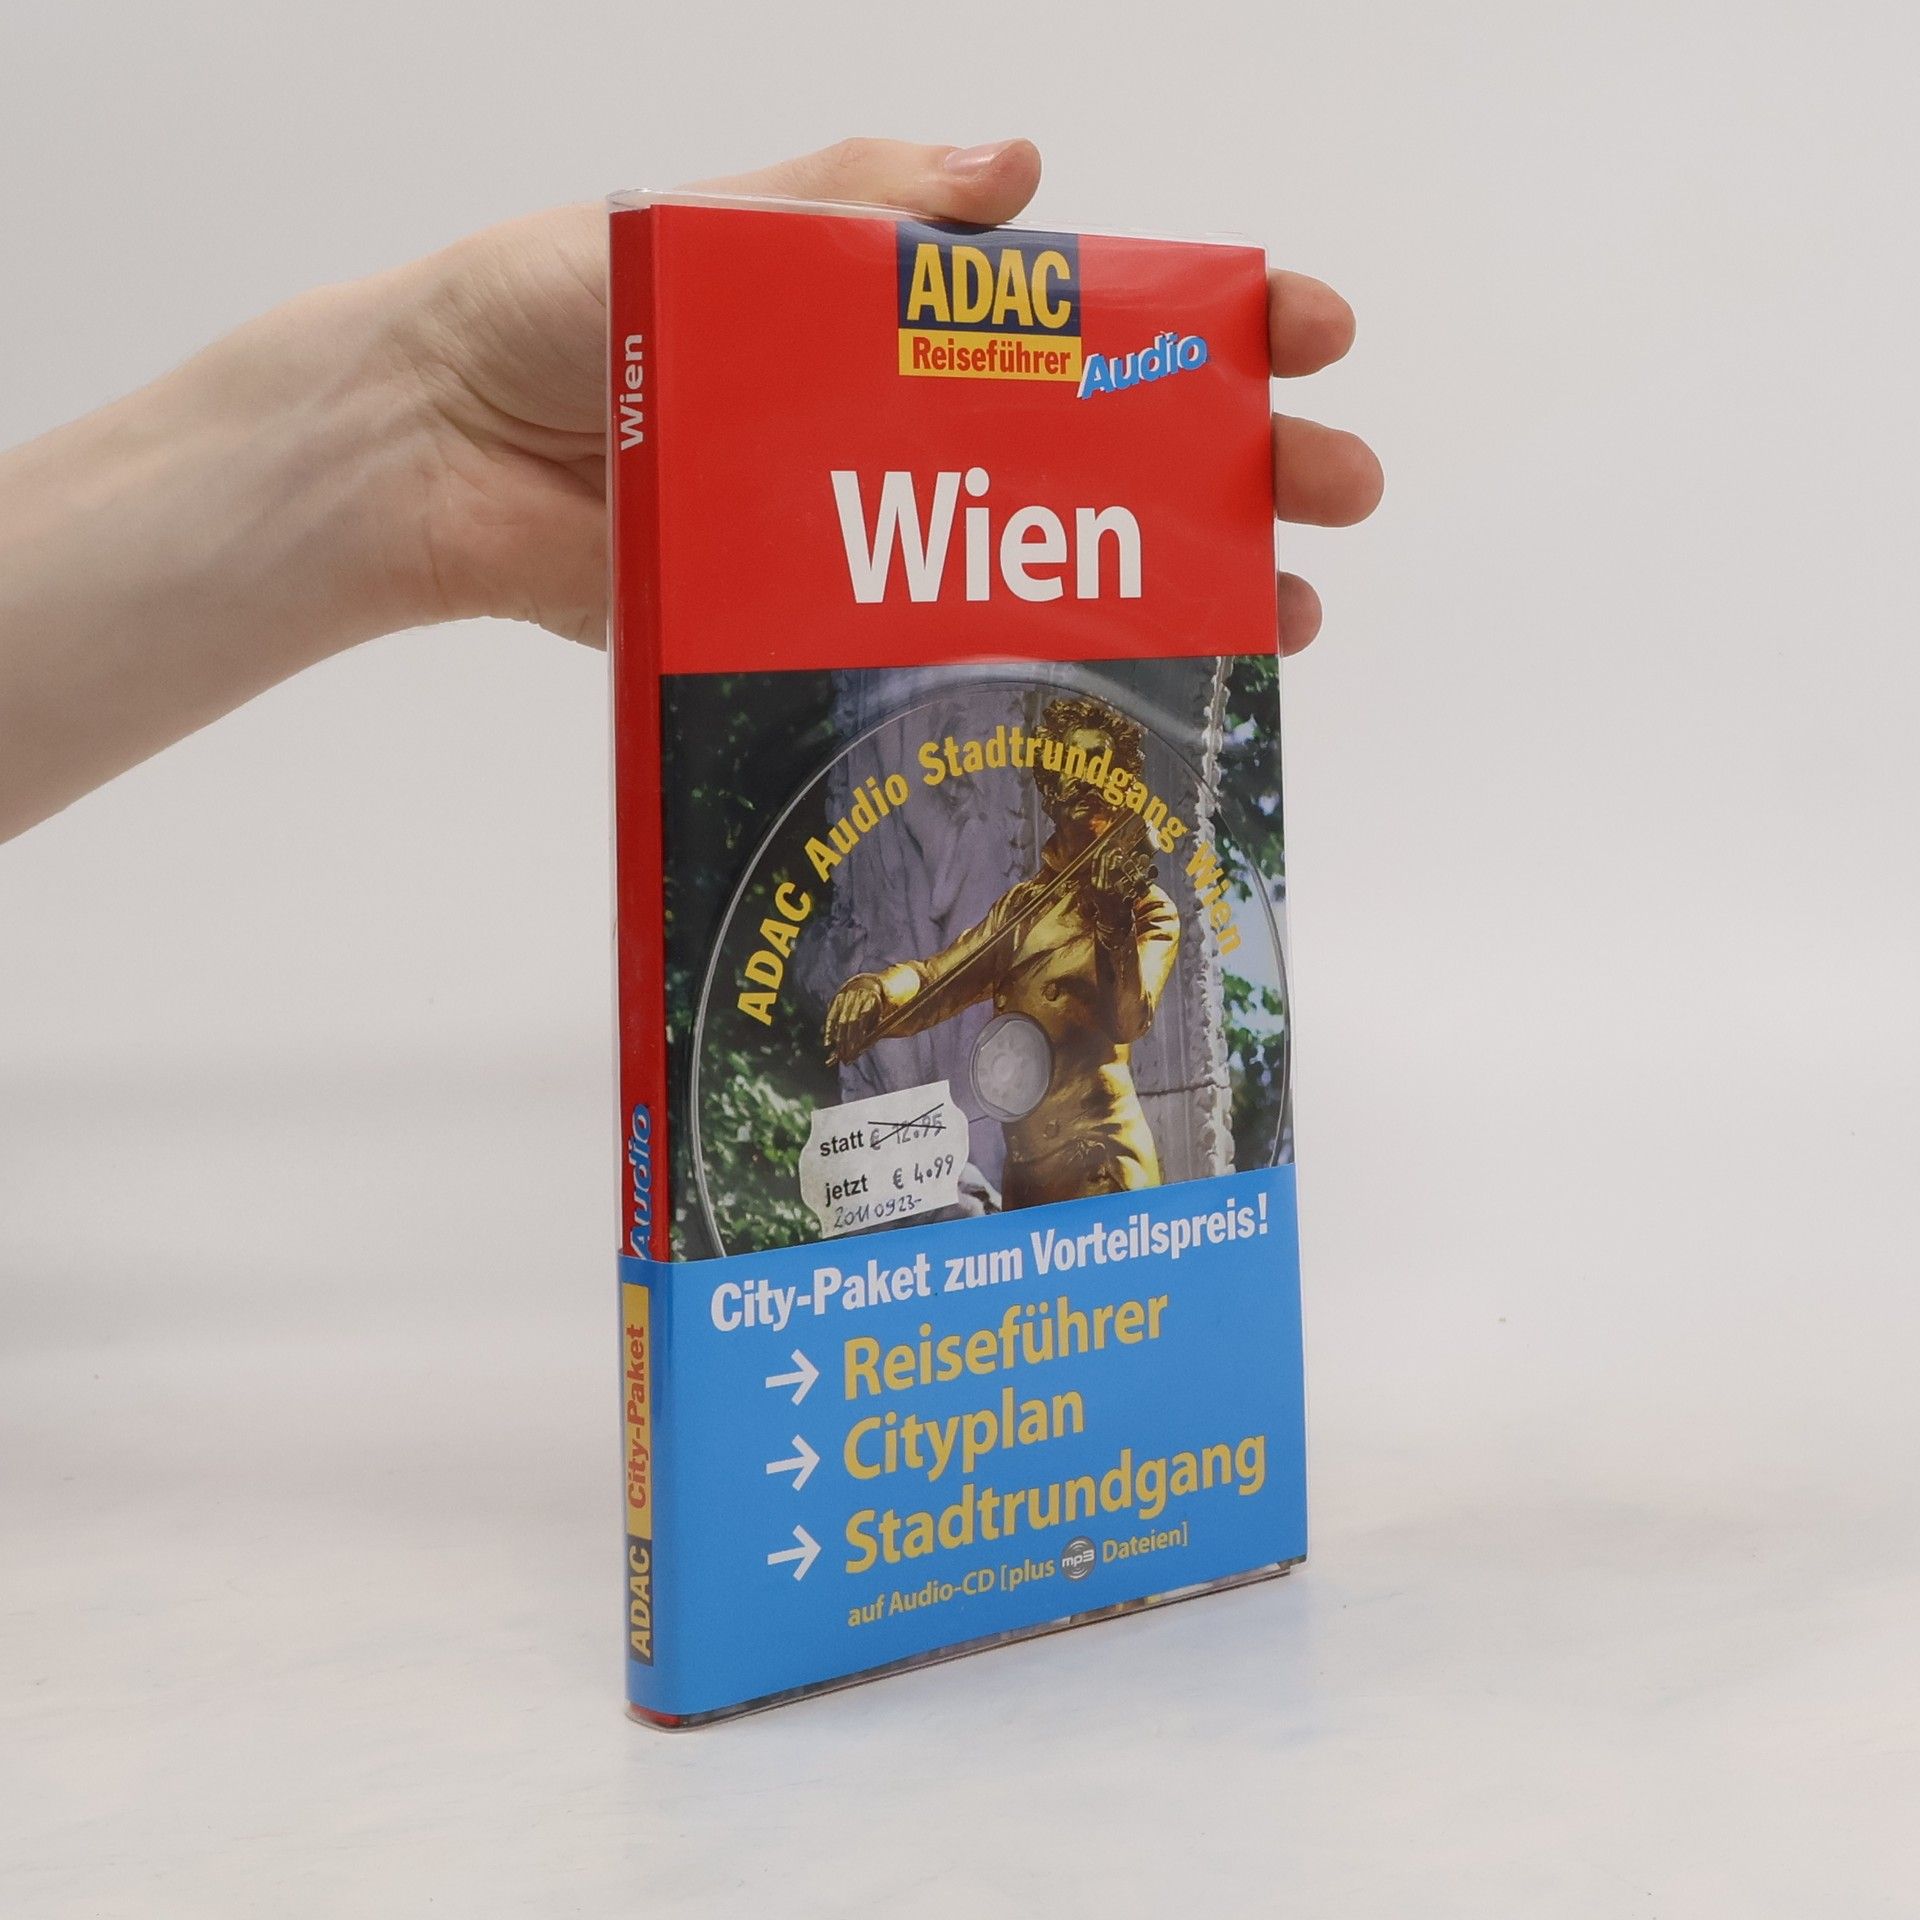 ADAC
Reiseführer
Audio
Wien
Wien
ADAC Audio Stadtrundgang Wien
statt € 12.95
jetzt € 4.99
20110923-
Audio
City-Paket zum Vorteilspreis!
→ Reiseführer
→ Cityplan
→ Stadtrundgang
auf Audio-CD [plus mp3 Dateien]
ADAC City-Paket